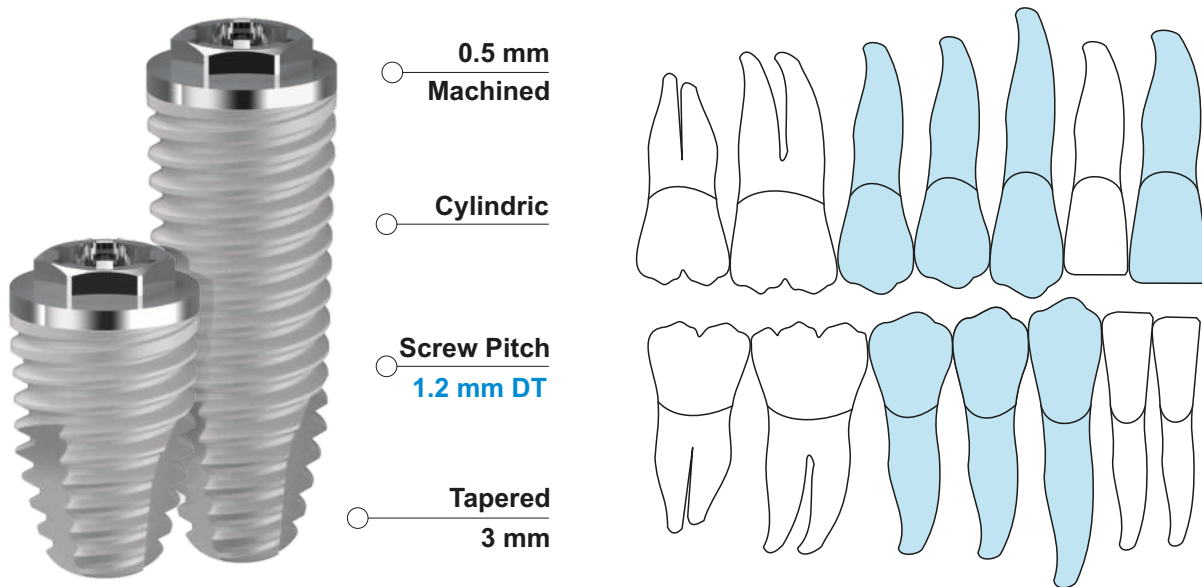 0.5 mm
Machined
Cylindric
Screw Pitch
1.2 mm DT
Tapered
3 mm